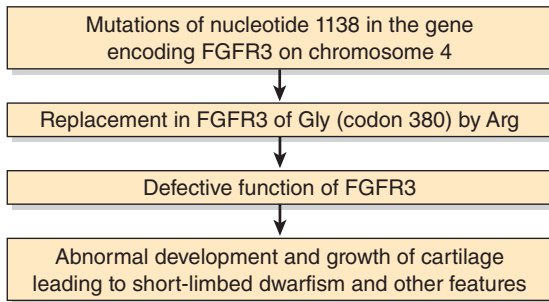 Mutations of nucleotide 1138 in the gene
encoding FGFR3 on chromosome 4
Replacement in FGFR3 of Gly (codon 380) by Arg
Defective function of FGFR3
Abnormal development and growth of cartilage
leading to short-limbed dwarfism and other features